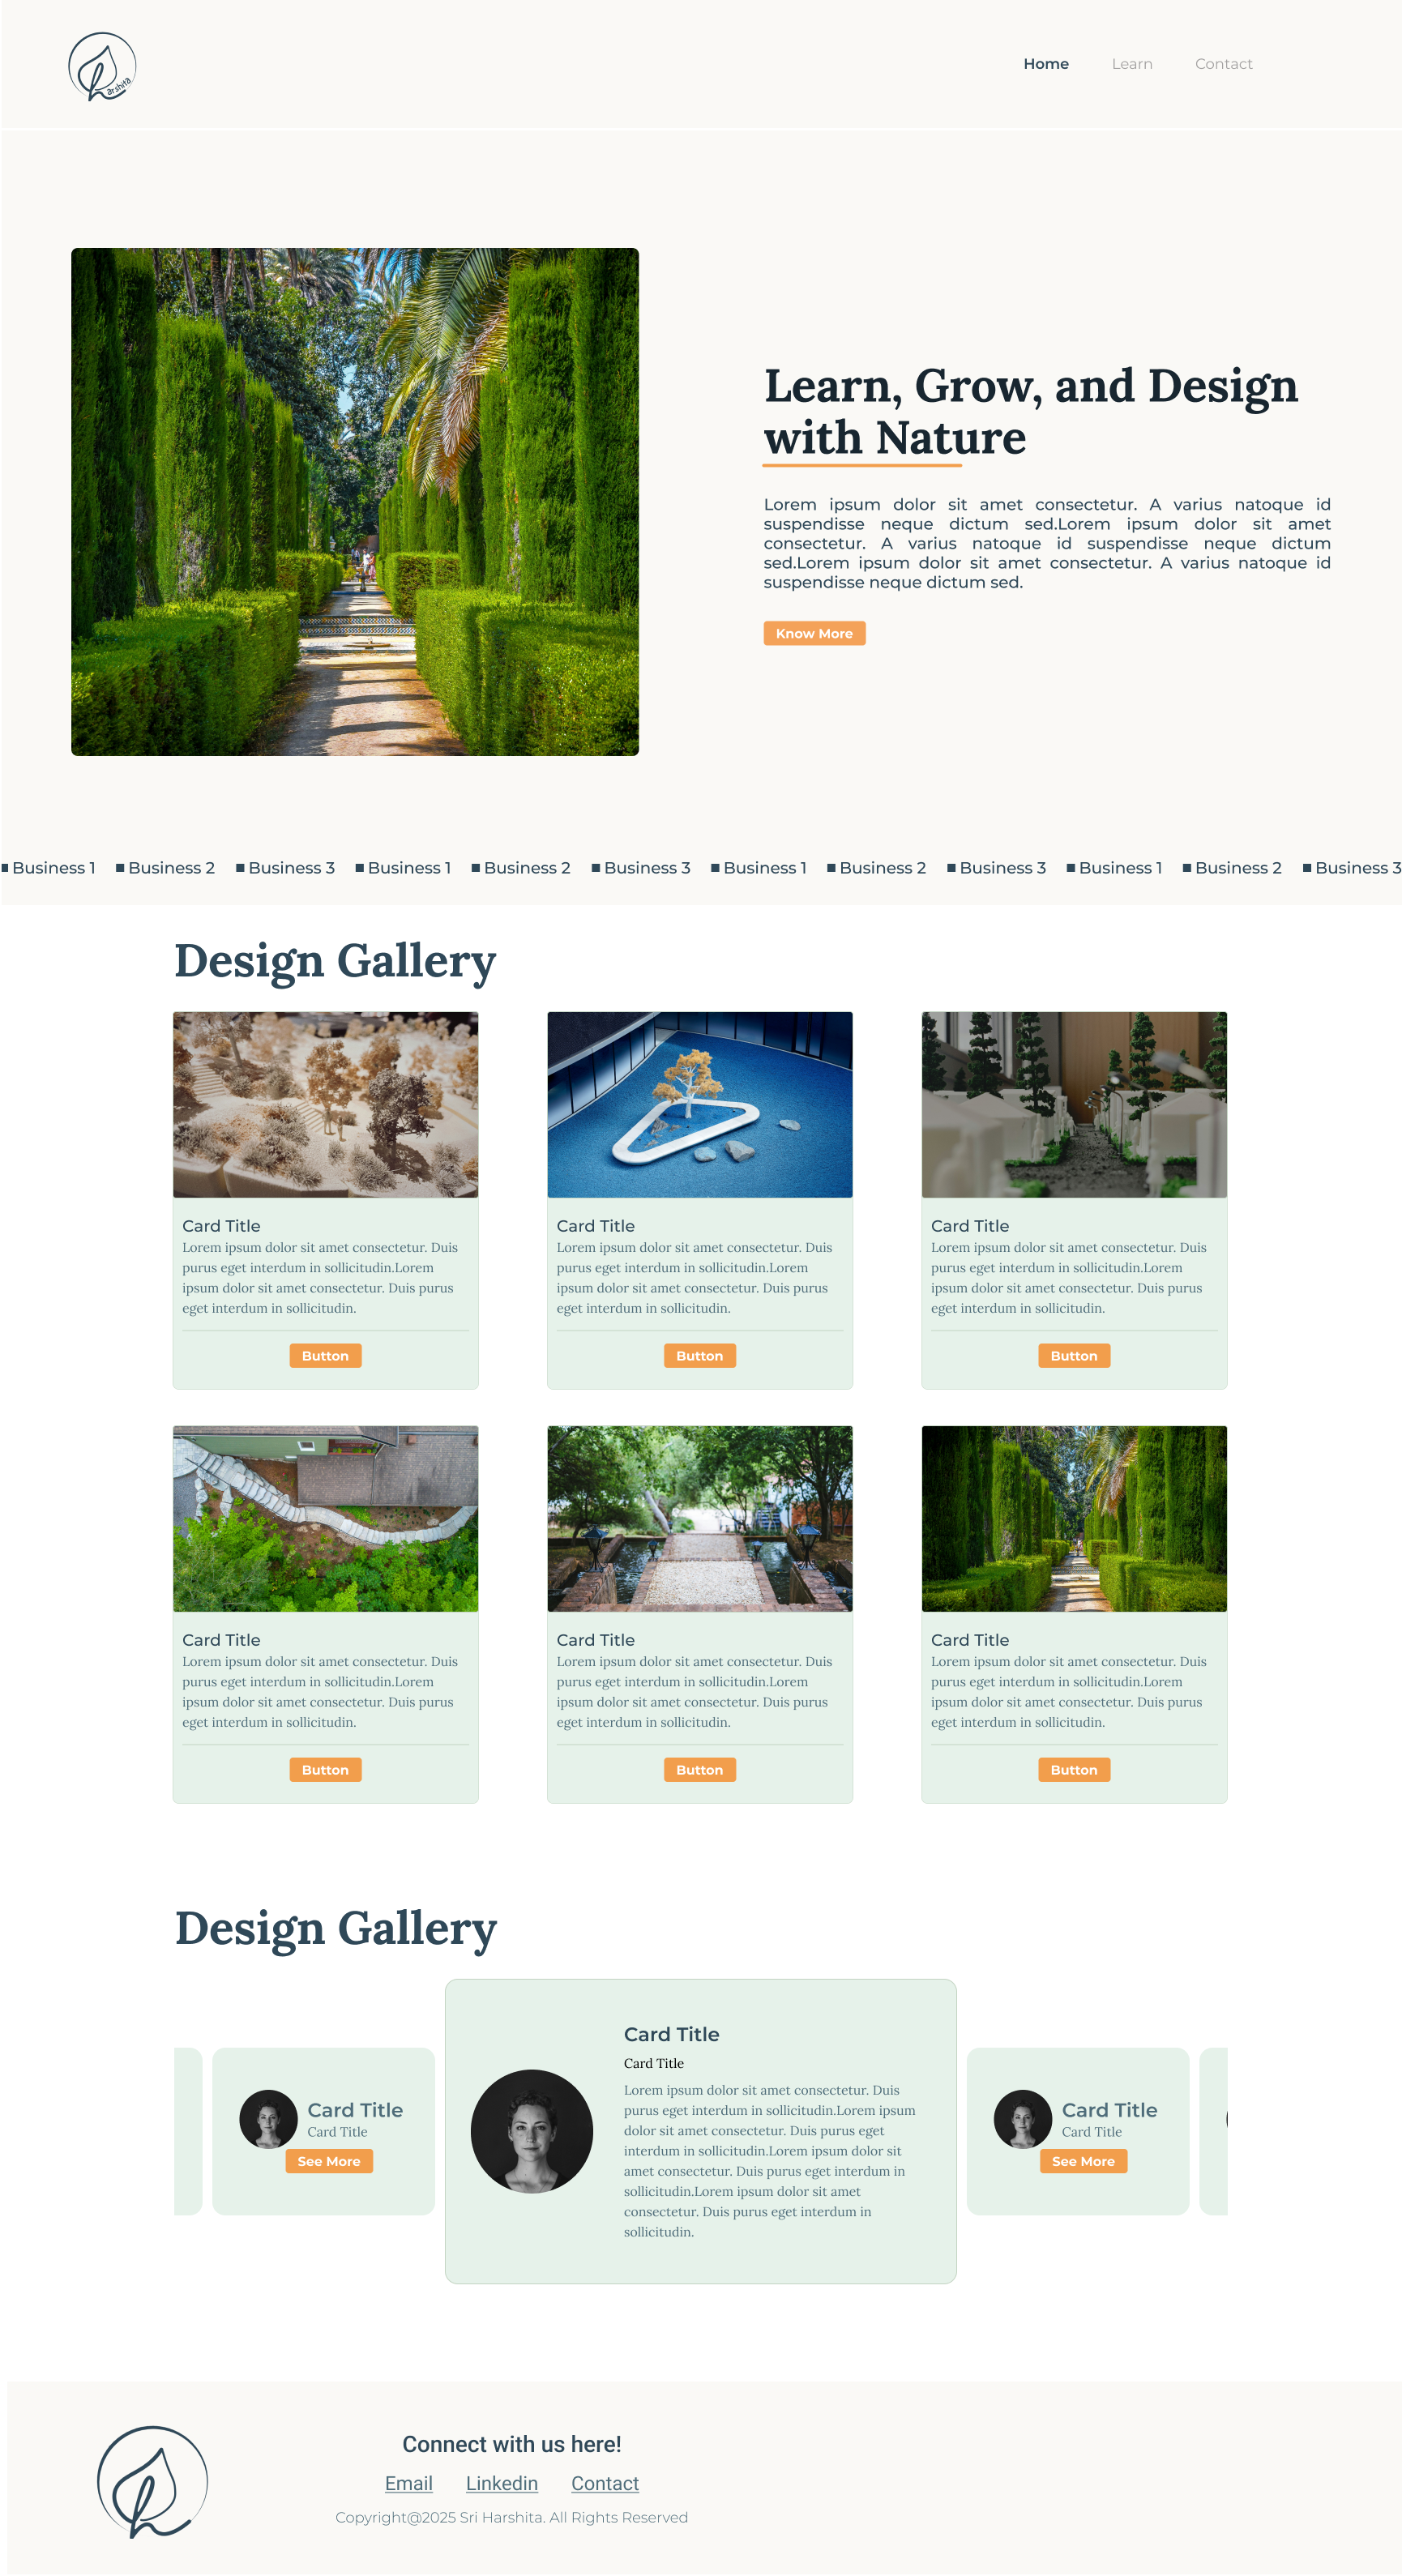 arshita
Home Learn Contact
Learn, Grow, and Design
with Nature
Lorem ipsum dolor sit amet consectetur. A varius natoque id
suspendisse neque dictum sed.Lorem ipsum dolor sit amet
consectetur. A varius natoque id suspendisse neque dictum
sed.Lorem ipsum dolor sit amet consectetur. A varius natoque id
suspendisse neque dictum sed.
Know More
Business 1 Business 2 Business 3 Business 1 Business 2 Business 3 Business 1 Business 2 Business 3 Business 1 Business 2 Business 3
Design Gallery
Card Title
Lorem ipsum dolor sit amet consectetur. Duis
purus eget interdum in sollicitudin.Lorem
ipsum dolor sit amet consectetur. Duis purus
eget interdum in sollicitudin.
Button
Card Title
Lorem ipsum dolor sit amet consectetur. Duis
purus eget interdum in sollicitudin.Lorem
ipsum dolor sit amet consectetur. Duis purus
eget interdum in sollicitudin.
Button
Card Title
Lorem ipsum dolor sit amet consectetur. Duis
purus eget interdum in sollicitudin.Lorem
ipsum dolor sit amet consectetur. Duis purus
eget interdum in sollicitudin.
Button
Card Title
Lorem ipsum dolor sit amet consectetur. Duis
purus eget interdum in sollicitudin.Lorem
ipsum dolor sit amet consectetur. Duis purus
eget interdum in sollicitudin.
Button
Card Title
Lorem ipsum dolor sit amet consectetur. Duis
purus eget interdum in sollicitudin.Lorem
ipsum dolor sit amet consectetur. Duis purus
eget interdum in sollicitudin.
Button
Card Title
Lorem ipsum dolor sit amet consectetur. Duis
purus eget interdum in sollicitudin.Lorem
ipsum dolor sit amet consectetur. Duis purus
eget interdum in sollicitudin.
Button
Design Gallery
Card Title
Card Title
See More
Card Title
Card Title
Lorem ipsum dolor sit amet consectetur. Duis
purus eget interdum in sollicitudin.Lorem ipsum
dolor sit amet consectetur. Duis purus eget
interdum in sollicitudin.Lorem ipsum dolor sit
amet consectetur. Duis purus eget interdum in
sollicitudin.Lorem ipsum dolor sit amet
consectetur. Duis purus eget interdum in
sollicitudin.
Card Title
Card Title
See More
Connect with us here!
Email Linkedin Contact
Copyright@2025 Sri Harshita. All Rights Reserved